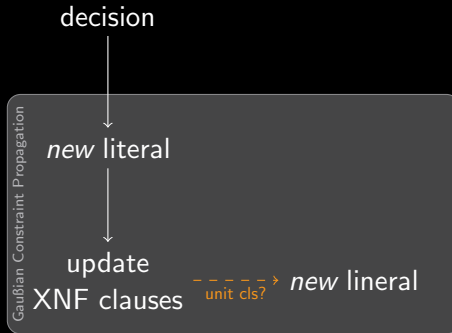 decision
Gaußian Constraint Propagation
new literal
update
XNF clauses
unit cls?
new lineral